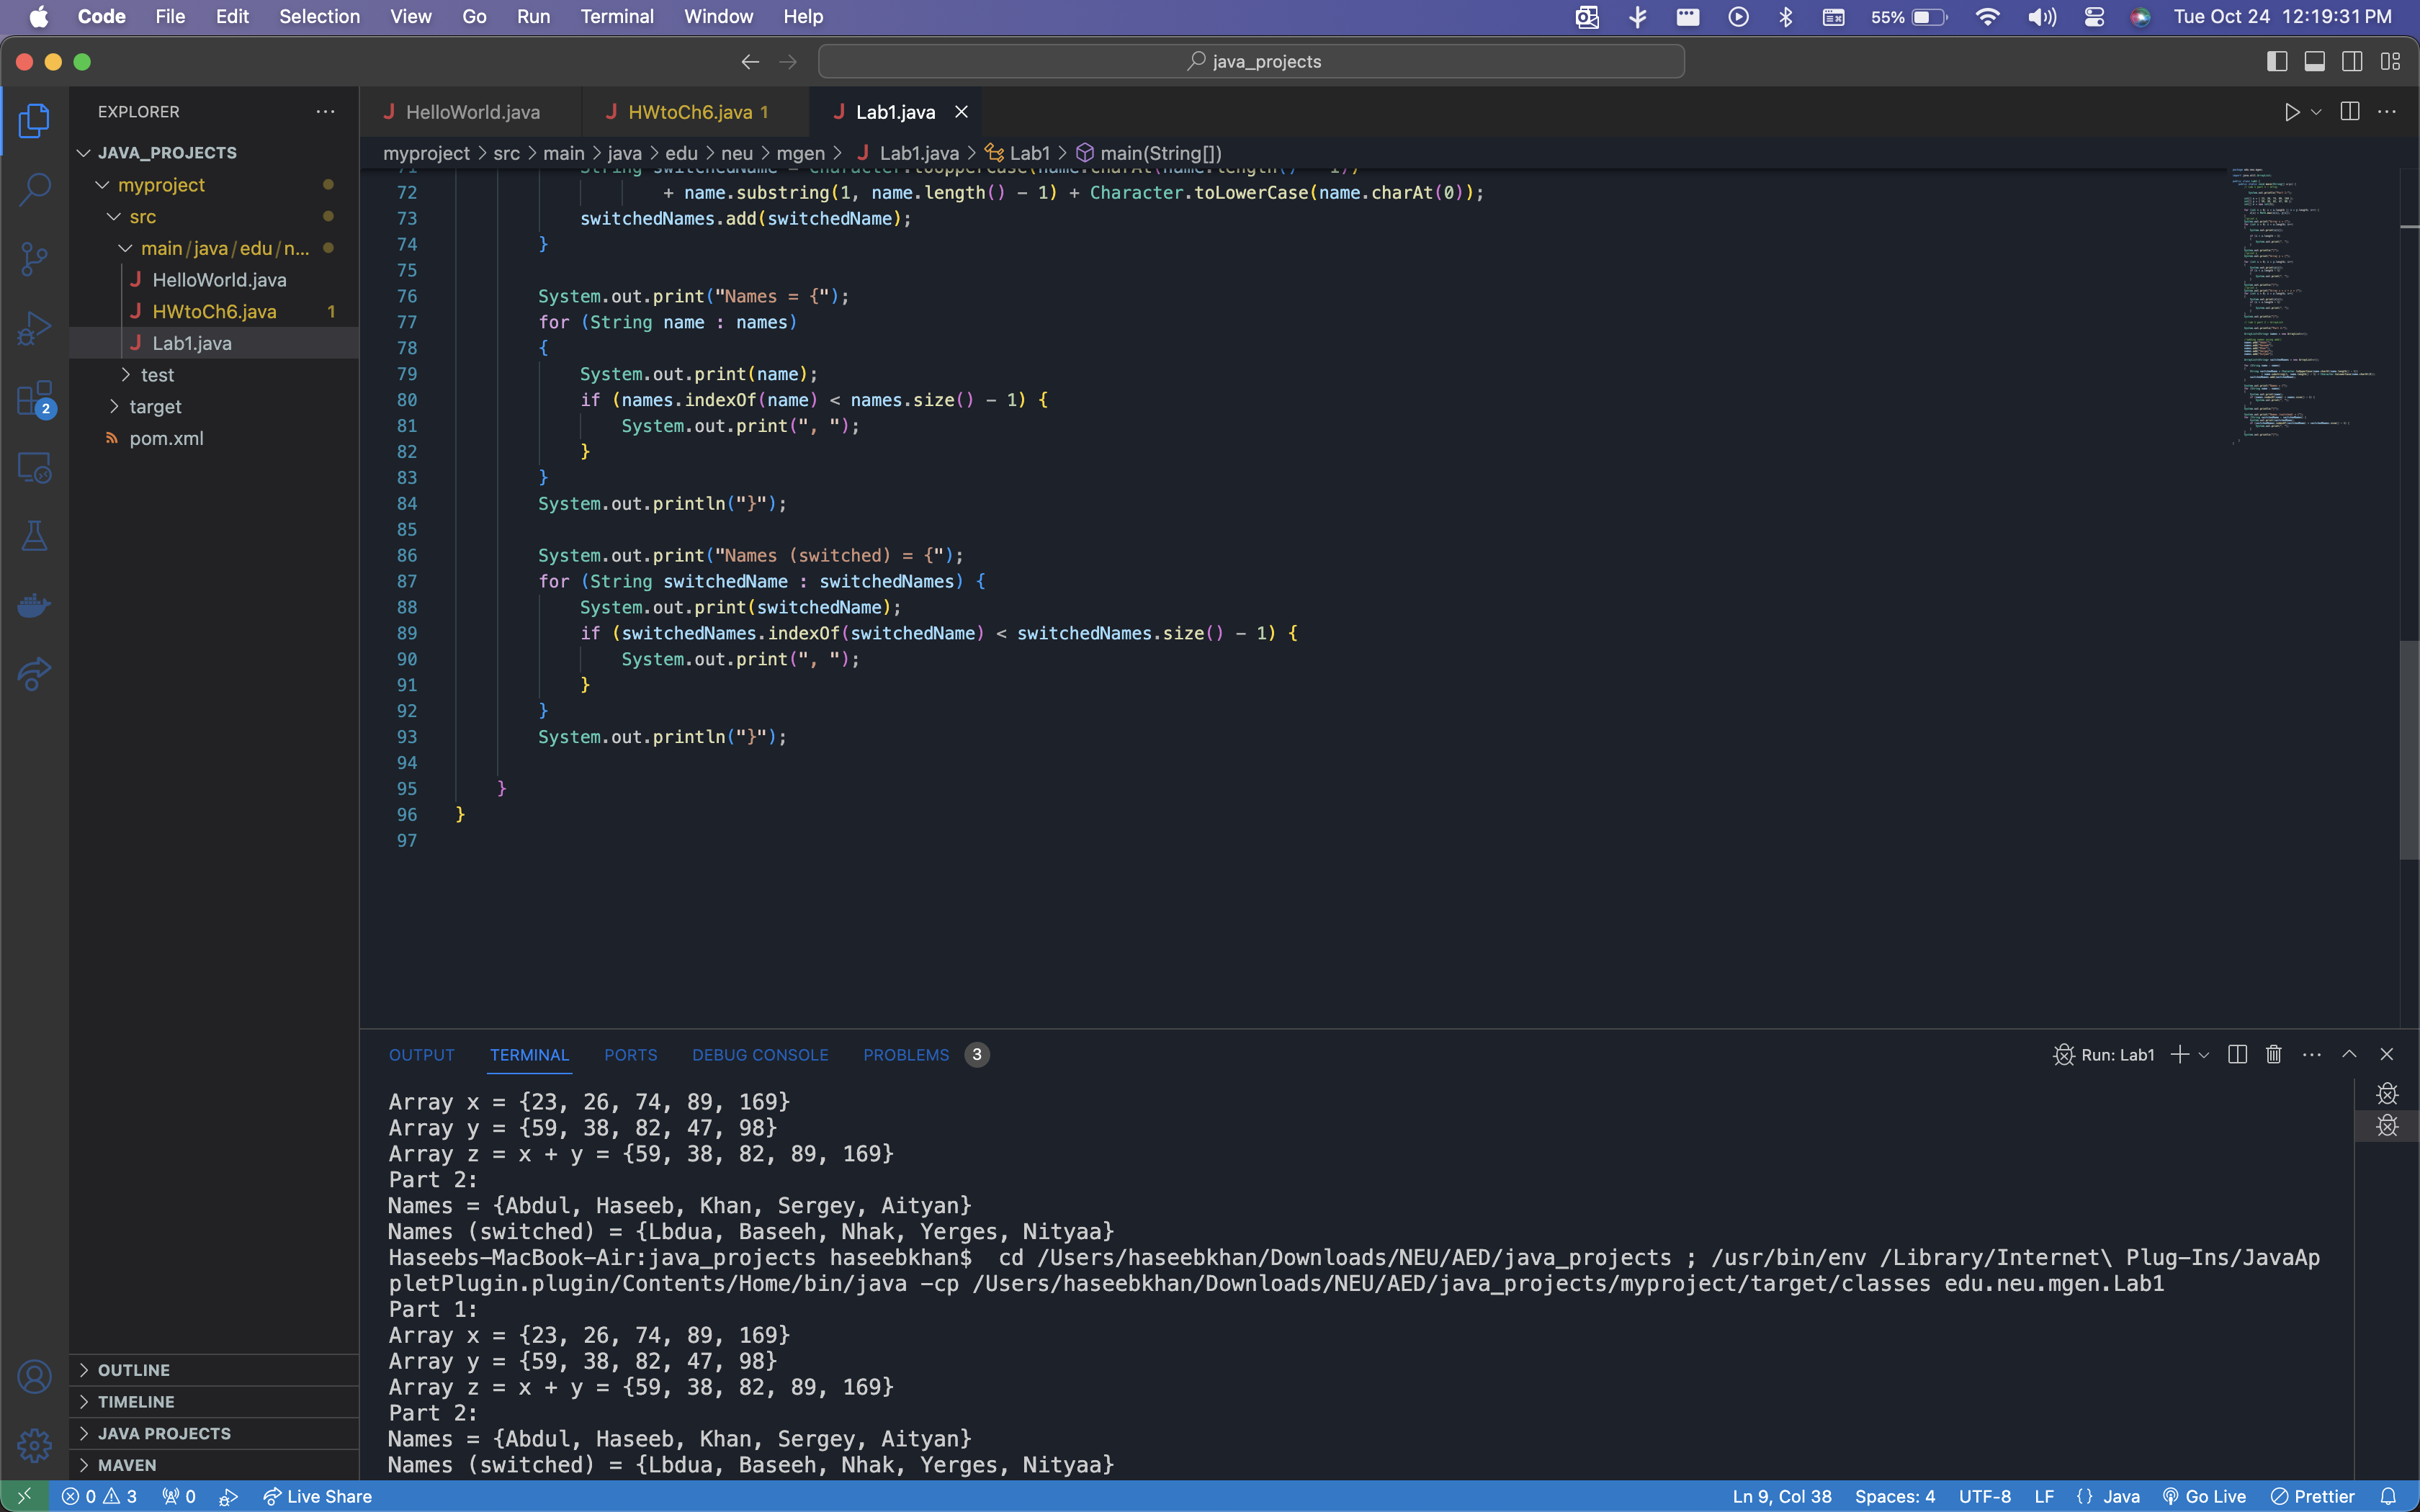 Code File Edit Selection View Go Run Terminal Window Help 55% Tue Oct 24 12:19:31 PM
java_projects
EXPLORER
JAVA_PROJECTS
myproject
src
main/java/edu/n...
HelloWorld.java
HWtoCh6.java 1
Lab1.java
test
target
pom.xml
2
OUTLINE
TIMELINE
JAVA PROJECTS
MAVEN
HelloWorld.java HWtoCh6.java 1 Lab1.java
myproject > src > main > java > edu > neu > mgen > Lab1.java > Lab1 > main(String[])
71 String switchedName = Character.toUpperCase(name.charAt(name.length() - 1))
72 + name.substring(1, name.length() - 1) + Character.toLowerCase(name.charAt(0));
73 switchedNames.add(switchedName);
74 }
75
76 System.out.print("Names = {");
77 for (String name : names)
78 {
79 System.out.print(name);
80 if (names.indexOf(name) < names.size() - 1) {
81 System.out.print(", ");
82 }
83 }
84 System.out.println("}");
85
86 System.out.print("Names (switched) = {");
87 for (String switchedName : switchedNames) {
88 System.out.print(switchedName);
89 if (switchedNames.indexOf(switchedName) < switchedNames.size() - 1) {
90 System.out.print(", ");
91 }
92 }
93 System.out.println("}");
94
95 }
96 }
97
OUTPUT TERMINAL PORTS DEBUG CONSOLE PROBLEMS 3 Run: Lab1
Array x = {23, 26, 74, 89, 169}
Array y = {59, 38, 82, 47, 98}
Array z = x + y = {59, 38, 82, 89, 169}
Part 2:
Names = {Abdul, Haseeb, Khan, Sergey, Aityan}
Names (switched) = {Lbdua, Baseeh, Nhak, Yerges, Nityaa}
Haseebs-MacBook-Air:java_projects haseebkhan$ cd /Users/haseebkhan/Downloads/NEU/AED/java_projects ; /usr/bin/env /Library/Internet\ Plug-Ins/JavaAp
pletPlugin.plugin/Contents/Home/bin/java -cp /Users/haseebkhan/Downloads/NEU/AED/java_projects/myproject/target/classes edu.neu.mgen.Lab1
Part 1:
Array x = {23, 26, 74, 89, 169}
Array y = {59, 38, 82, 47, 98}
Array z = x + y = {59, 38, 82, 89, 169}
Part 2:
Names = {Abdul, Haseeb, Khan, Sergey, Aityan}
Names (switched) = {Lbdua, Baseeh, Nhak, Yerges, Nityaa}
0 3 0 Live Share Ln 9, Col 38 Spaces: 4 UTF-8 LF {} Java Go Live Prettier